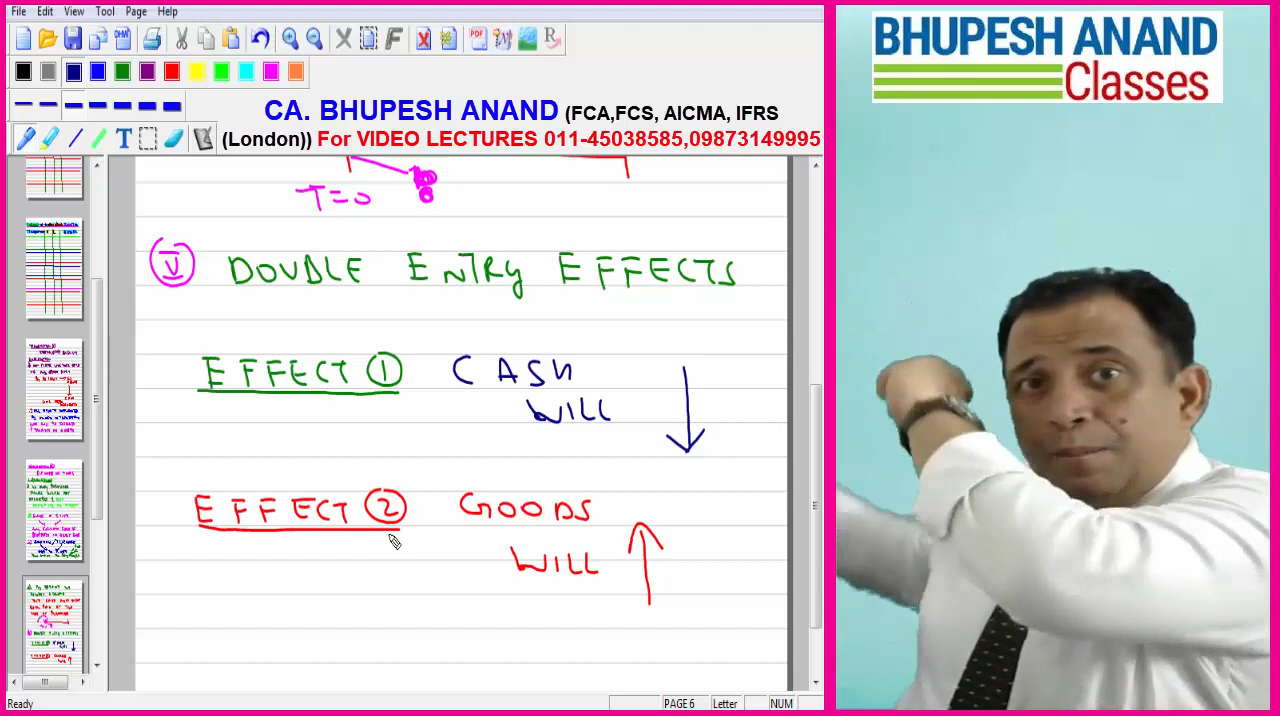 File Edit View Tool Page Help
BHUPESH ANAND
Classes
CA. BHUPESH ANAND (FCA,FCS, AICMA, IFRS
(London)) For VIDEO LECTURES 011-45038585,09873149995
T=0
V DOUBLE ENTRY EFFECTS
EFFECT 1 CASH
WILL
EFFECT 2 GOODS
WILL
Ready PAGE 6 Letter NUM